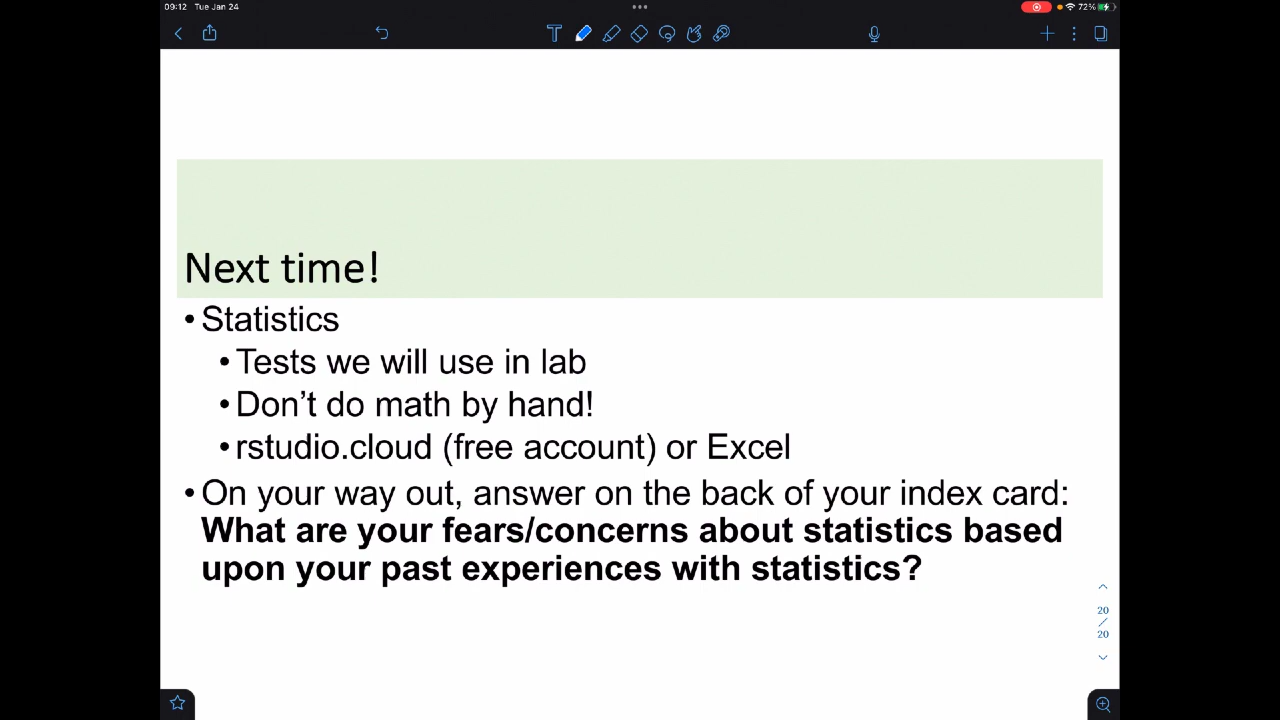 09:12 Tue Jan 24
72%
Next time!
• Statistics
• Tests we will use in lab
• Don’t do math by hand!
• rstudio.cloud (free account) or Excel
• On your way out, answer on the back of your index card:
What are your fears/concerns about statistics based
upon your past experiences with statistics?
20
/
20